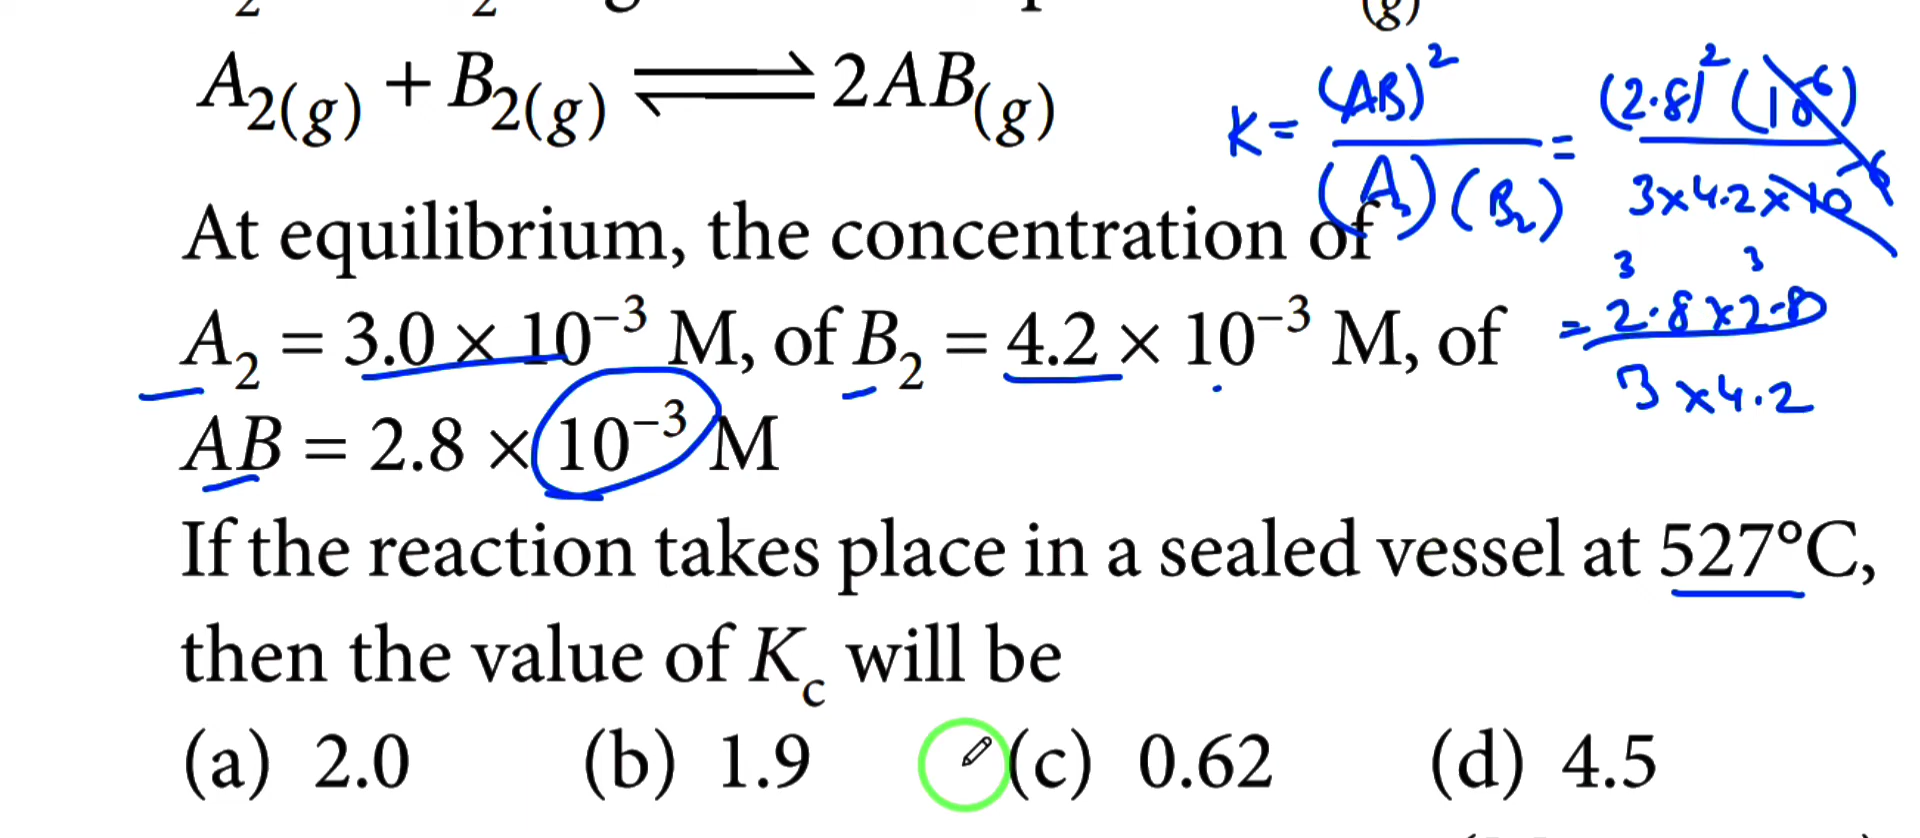 A₂(g) + B₂(g) ⇌ 2AB(g)
K = (AB)² / (A₂)(B₂) = (2.8)² (10⁻⁶) / 3×4.2×10⁻⁶
At equilibrium, the concentration of
= 2.8×2.8 / 3×4.2
3 3
A₂ = 3.0 × 10⁻³ M, of B₂ = 4.2 × 10⁻³ M, of
AB = 2.8 × 10⁻³ M
If the reaction takes place in a sealed vessel at 527°C,
then the value of K_c will be
(a) 2.0 (b) 1.9 (c) 0.62 (d) 4.5